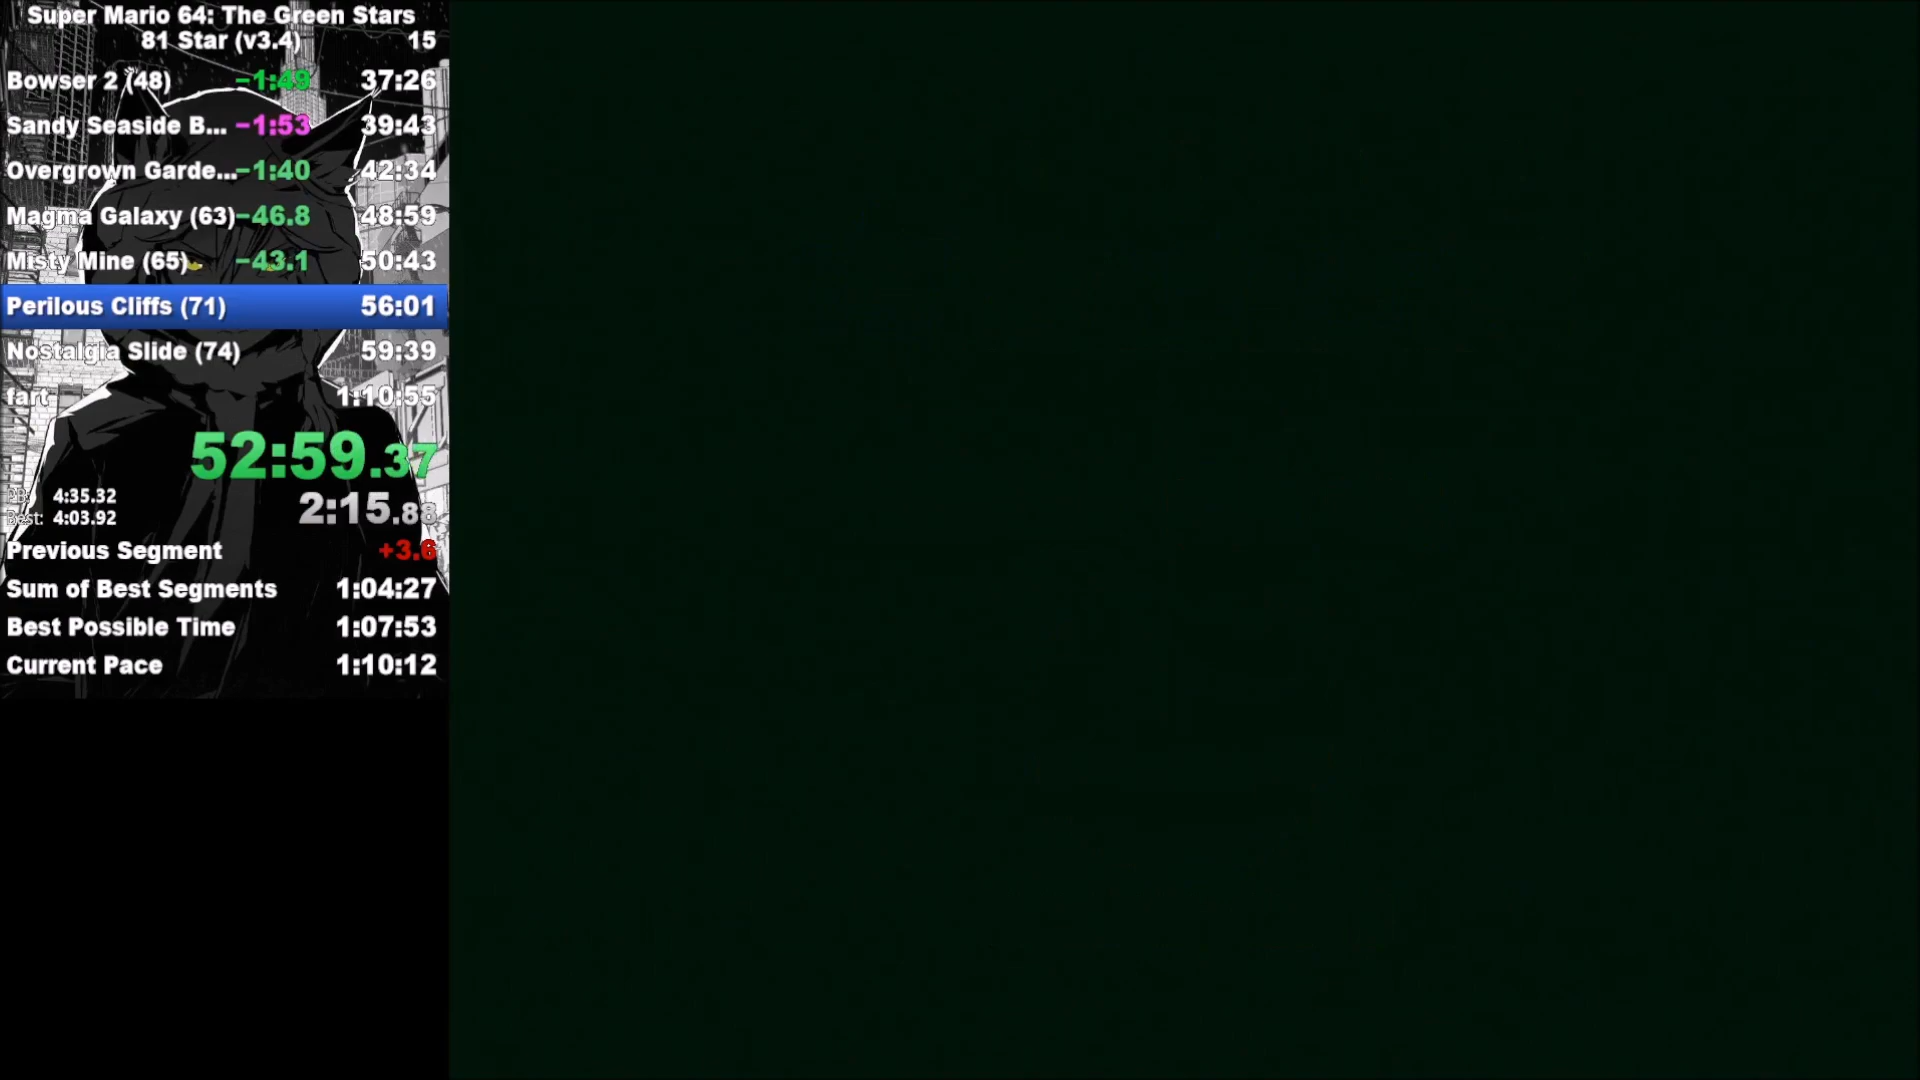 Super Mario 64: The Green Stars
81 Star (v3.4) 15
Bowser 2 (48) −1:49 37:26
Sandy Seaside B... −1:53 39:43
Overgrown Garde... −1:40 42:34
Magma Galaxy (63) −46.8 48:59
Misty Mine (65) −43.1 50:43
Perilous Cliffs (71) 56:01
Nostalgia Slide (74) 59:39
fart 1:10:55
52:59.37
PB: 4:35.32
Best: 4:03.92 2:15.88
Previous Segment +3.6
Sum of Best Segments 1:04:27
Best Possible Time 1:07:53
Current Pace 1:10:12